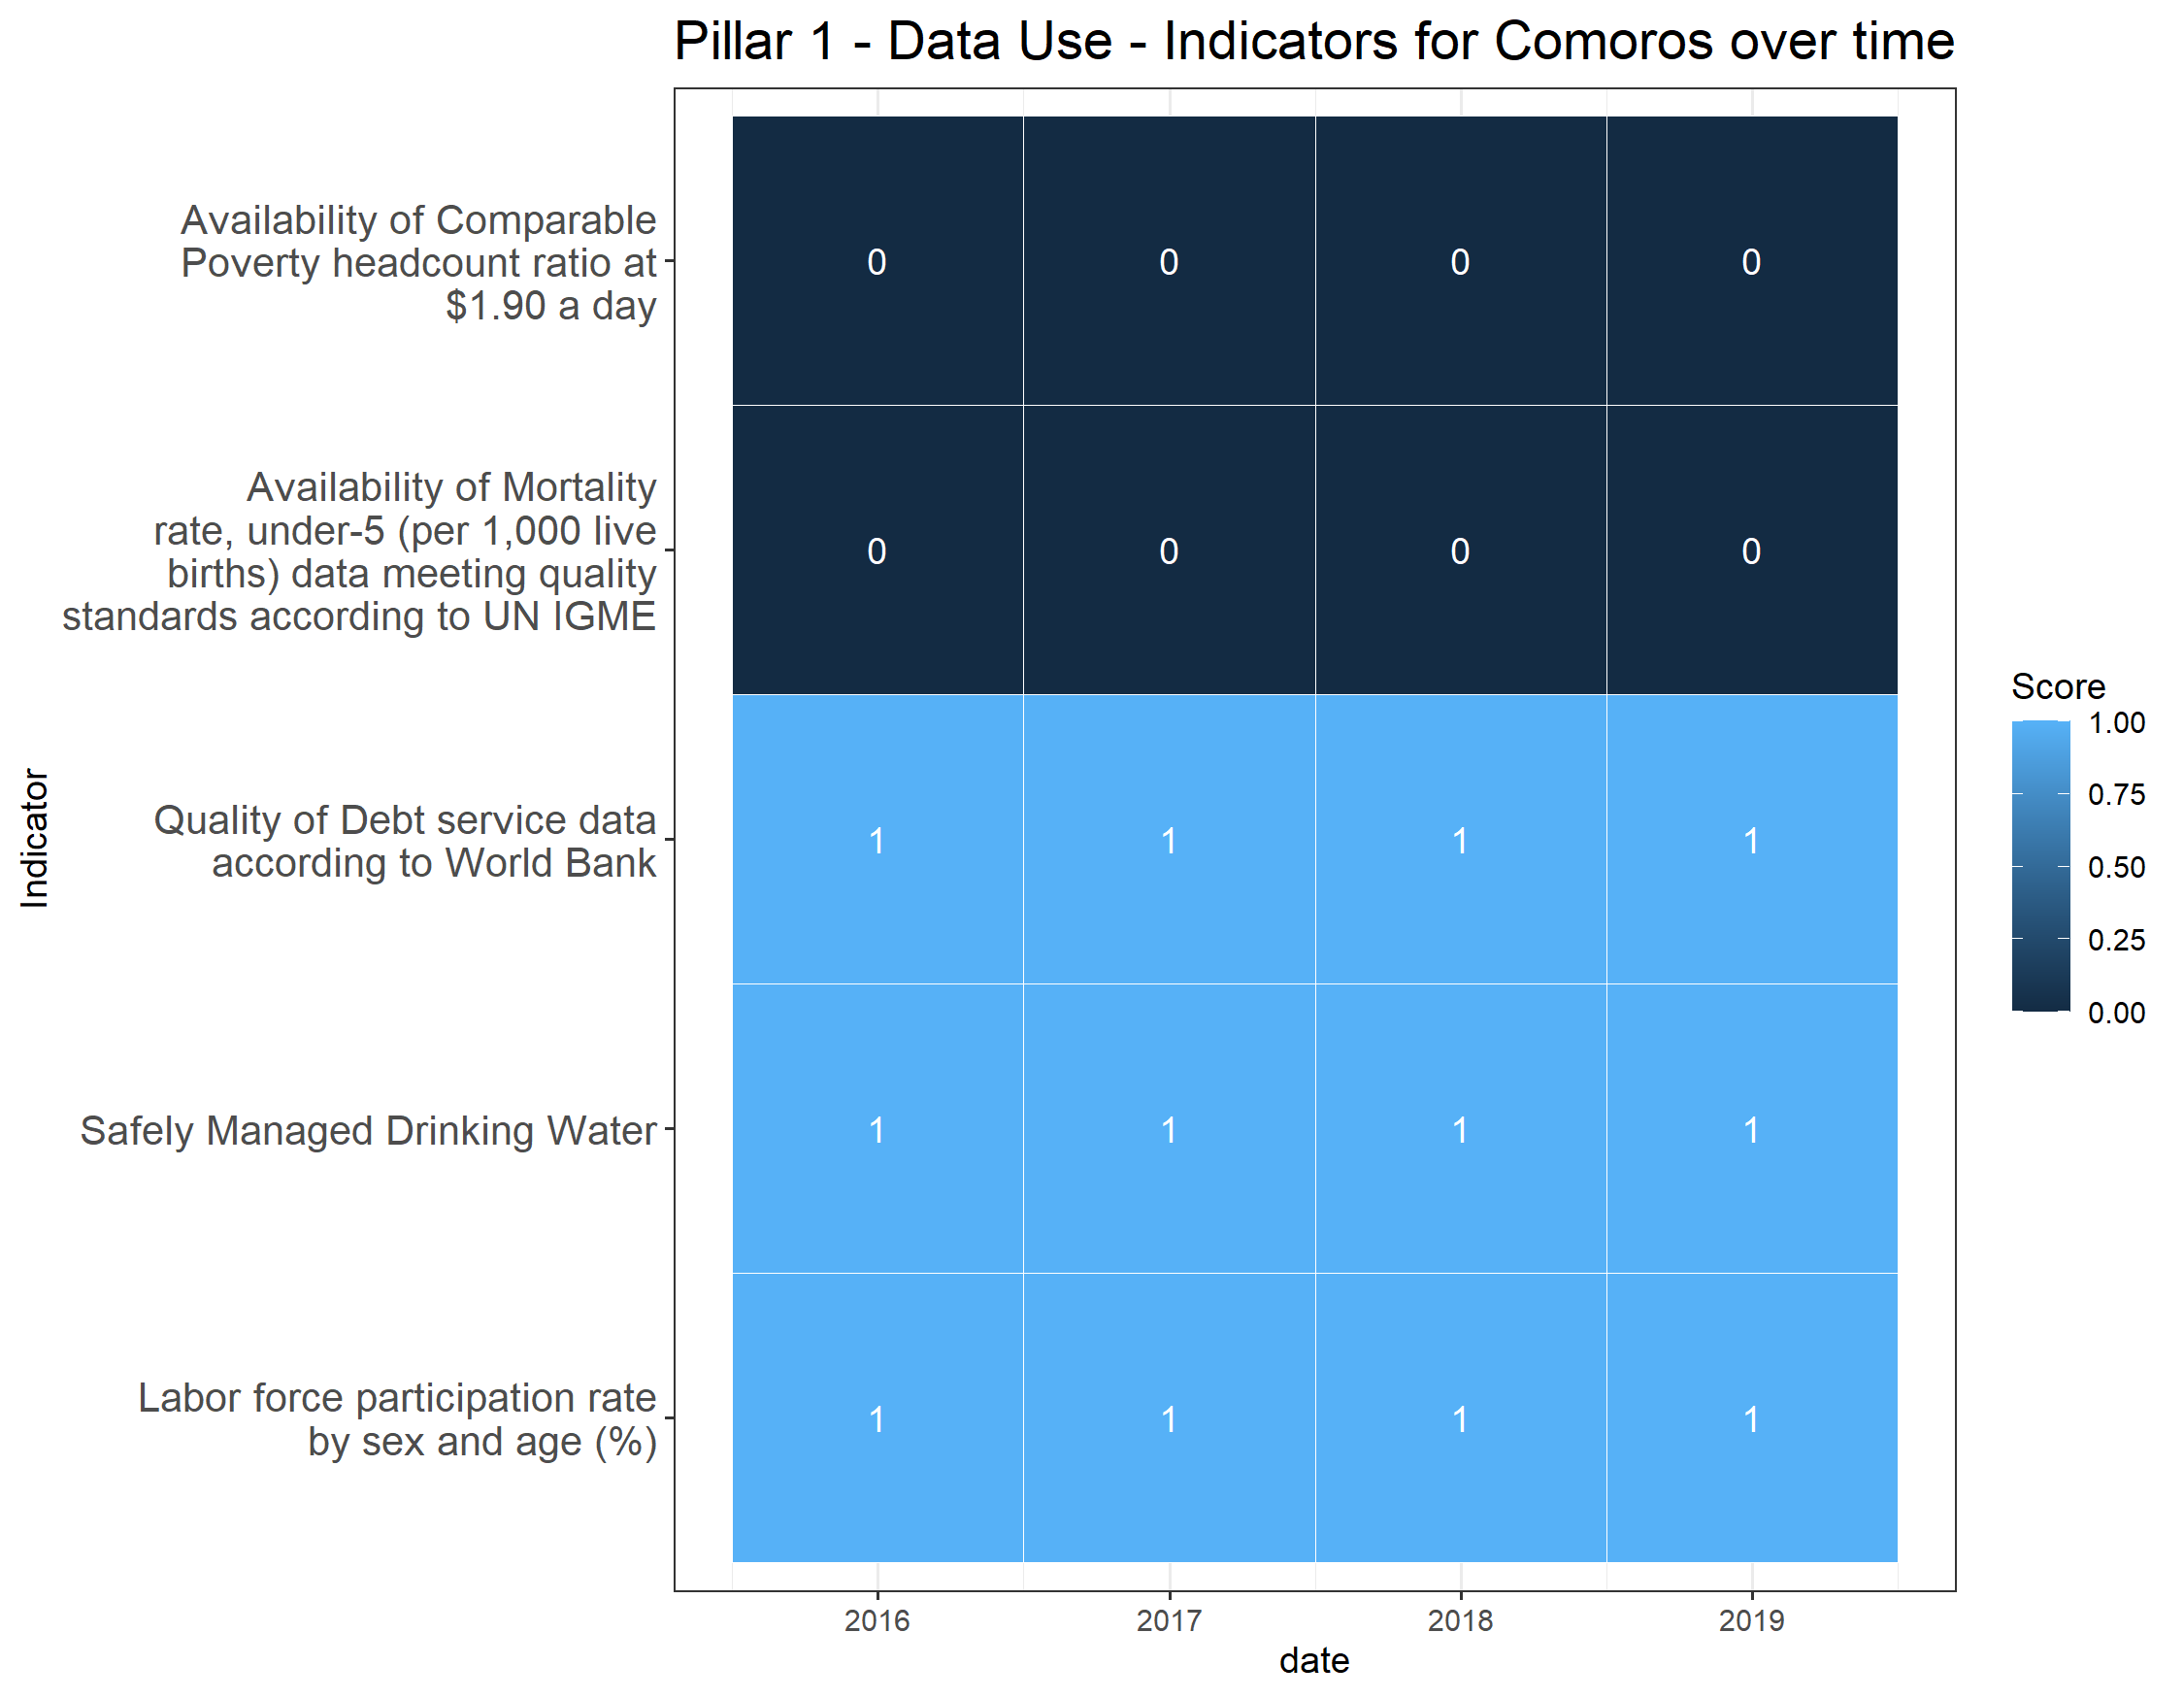 Pillar 1 - Data Use - Indicators for Comoros over time
Indicator
Availability of Comparable
Poverty headcount ratio at
$1.90 a day
0 0 0 0
Availability of Mortality
rate, under-5 (per 1,000 live
births) data meeting quality
standards according to UN IGME
0 0 0 0
Quality of Debt service data
according to World Bank
1 1 1 1
Safely Managed Drinking Water
1 1 1 1
Labor force participation rate
by sex and age (%)
1 1 1 1
2016 2017 2018 2019
date
Score
1.00
0.75
0.50
0.25
0.00